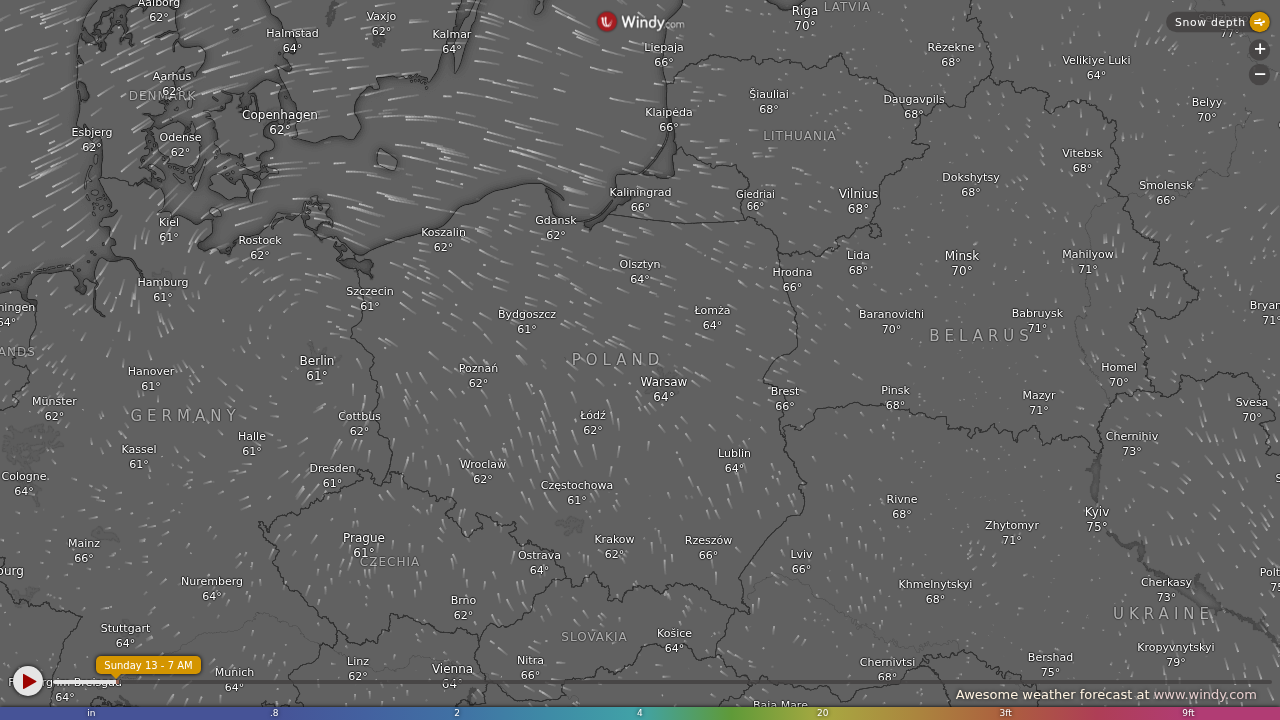 Aalborg
62°
Vaxjo
62°
Halmstad
64°
Kalmar
64°
Windy.com
Liepaja
66°
Riga
70°
LATVIA
Rēzekne
68°
Velikiye Luki
64°
Snow depth
77°
+
−
Aarhus
62°
DENMARK
Copenhagen
62°
Esbjerg
62°
Odense
62°
Klaipėda
66°
Šiauliai
68°
LITHUANIA
Daugavpils
68°
Belyy
70°
Vitebsk
68°
Dokshytsy
68°
Smolensk
66°
Kiel
61°
Rostock
62°
Koszalin
62°
Gdansk
62°
Kaliningrad
66°
Giedriai
66°
Vilnius
68°
Olsztyn
64°
Hrodna
66°
Lida
68°
Minsk
70°
Mahilyow
71°
Hamburg
61°
Szczecin
61°
Bydgoszcz
61°
Łomża
64°
Baranovichi
70°
Babruysk
71°
BELARUS
ningen
64°
ANDS
Hanover
61°
Berlin
61°
Poznań
62°
POLAND
Warsaw
64°
Brest
66°
Pinsk
68°
Mazyr
71°
Homel
70°
Svesa
70°
Münster
62°
GERMANY
Cottbus
62°
Łódź
62°
Kassel
61°
Halle
61°
Chernihiv
73°
Cologne
64°
Dresden
61°
Wroclaw
62°
Częstochowa
61°
Lublin
64°
Rivne
68°
Zhytomyr
71°
Kyiv
75°
Mainz
66°
Prague
61°
CZECHIA
Ostrava
64°
Krakow
62°
Rzeszów
66°
Lviv
66°
Khmelnytskyi
68°
Cherkasy
73°
UKRAINE
Nuremberg
64°
Brno
62°
Stuttgart
64°
SLOVAKIA
Košice
64°
Kropyvnytskyi
79°
Sunday 13 - 7 AM
Munich
64°
Linz
62°
Vienna
64°
Nitra
66°
Chernivtsi
68°
Bershad
75°
64°
Baia Mare
Awesome weather forecast at www.windy.com
in .8 2 4 20 3ft 9ft